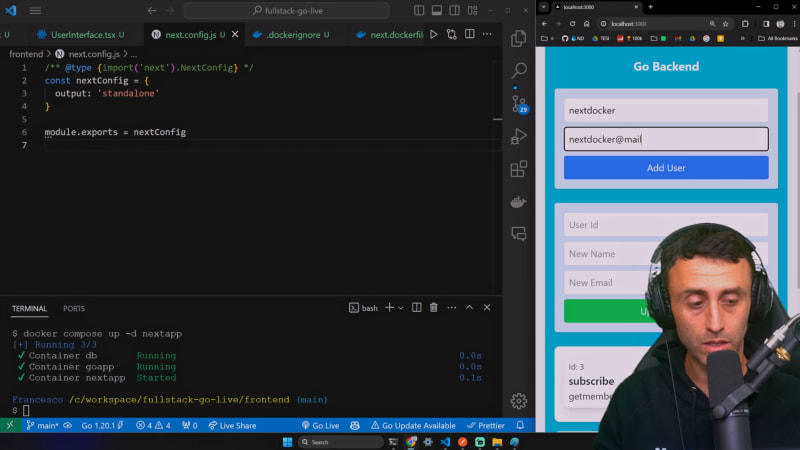 fullstack-go-live
U
UserInterface.tsx U
next.config.js U
.dockerignore U
next.dockerfile
frontend > next.config.js > ...
1 /** @type {import('next').NextConfig} */
2 const nextConfig = {
3 output: 'standalone'
4 }
5
6 module.exports = nextConfig
7
29
TERMINAL PORTS
bash
$ docker compose up -d nextapp
[+] Running 3/3
✓ Container db Running 0.0s
✓ Container goapp Running 0.0s
✓ Container nextapp Started 0.1s
Francesco /c/workspace/fullstack-go-live/frontend (main)
$
main* Go 1.20.1 4 4 0 Live Share Go Live Go Update Available Prettier
localhost:3000
localhost:3000
ND TESI 100k All Bookmarks
Go Backend
nextdocker
nextdocker@mail
Add User
User Id
New Name
New Email
Id: 3
subscribe
getmembe
Search